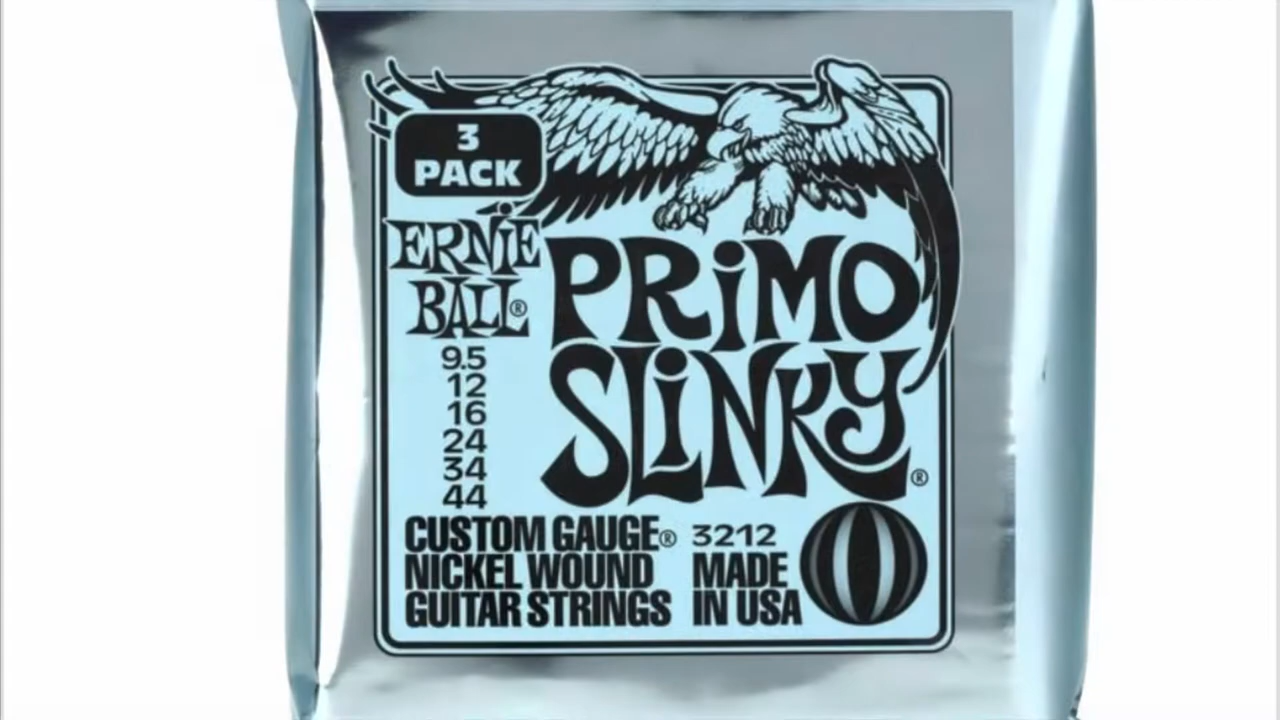 3
PACK
ERNiE
BALL®
PRiMO
SLiNKY®
9.5
12
16
24
34
44
CUSTOM GAUGE®
NICKEL WOUND
GUITAR STRINGS
3212
MADE
IN USA